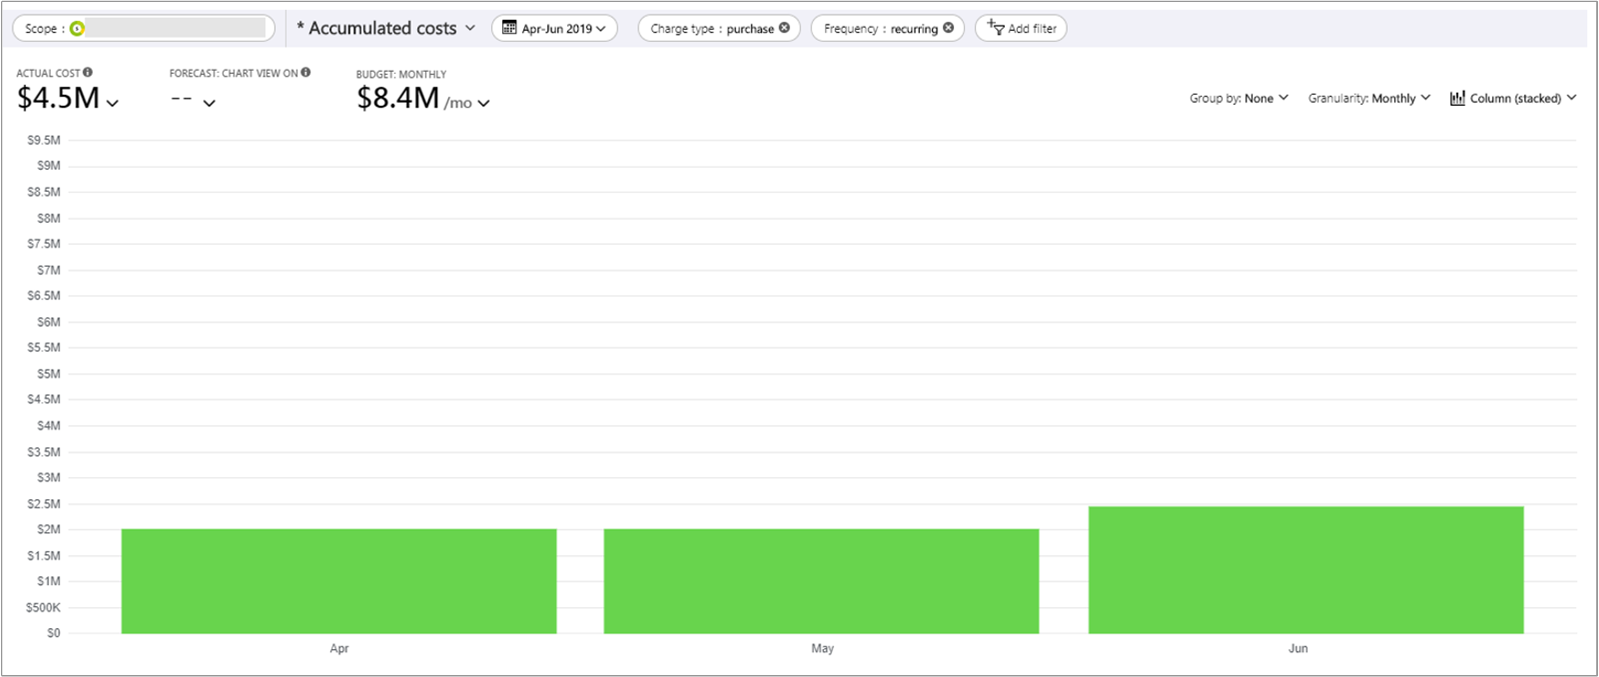 Scope : * Accumulated costs Apr-Jun 2019 Charge type : purchase Frequency : recurring Add filter
ACTUAL COST FORECAST: CHART VIEW ON BUDGET: MONTHLY
$4.5M -- $8.4M /mo Group by: None Granularity: Monthly Column (stacked)
$9.5M
$9M
$8.5M
$8M
$7.5M
$7M
$6.5M
$6M
$5.5M
$5M
$4.5M
$4M
$3.5M
$3M
$2.5M
$2M
$1.5M
$1M
$500K
$0
Apr May Jun